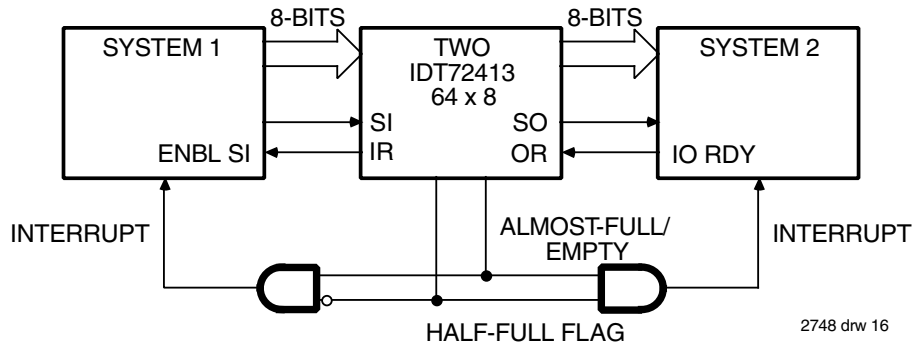 8-BITS
8-BITS
SYSTEM 1
TWO
IDT72413
64 x 8
SYSTEM 2
SI
SO
ENBL SI
IR
OR
IO RDY
INTERRUPT
ALMOST-FULL/
EMPTY
INTERRUPT
HALF-FULL FLAG
2748 drw 16